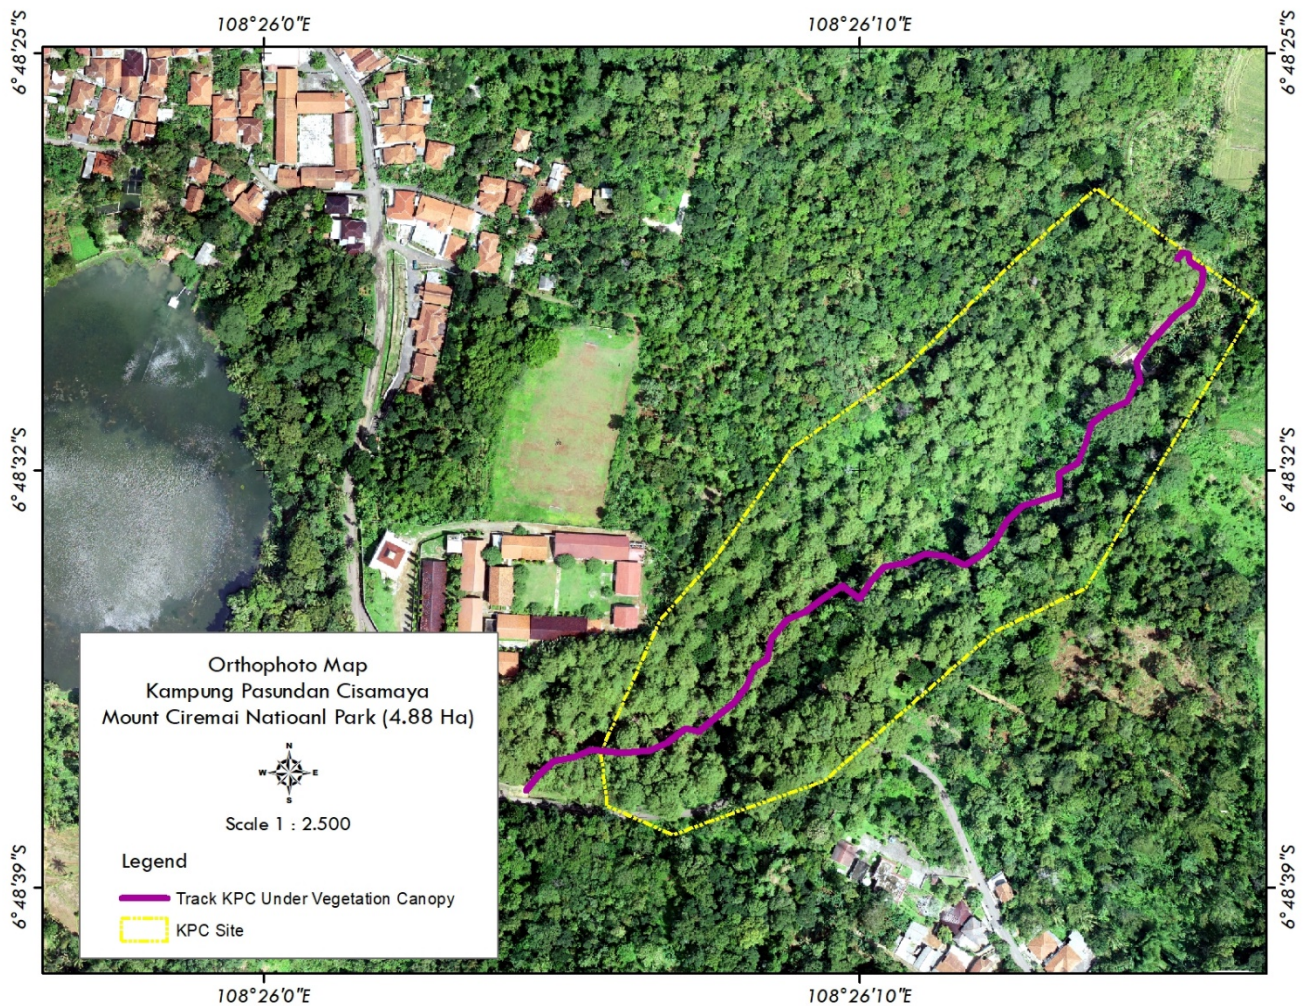 108°26'0"E
108°26'10"E
6°48'25"S
6°48'25"S
6°48'32"S
6°48'32"S
Orthophoto Map
Kampung Pasundan Cisamaya
Mount Ciremai Natioanl Park (4.88 Ha)
N
W E
S
Scale 1 : 2.500
Legend
Track KPC Under Vegetation Canopy
KPC Site
6°48'39"S
6°48'39"S
108°26'0"E
108°26'10"E